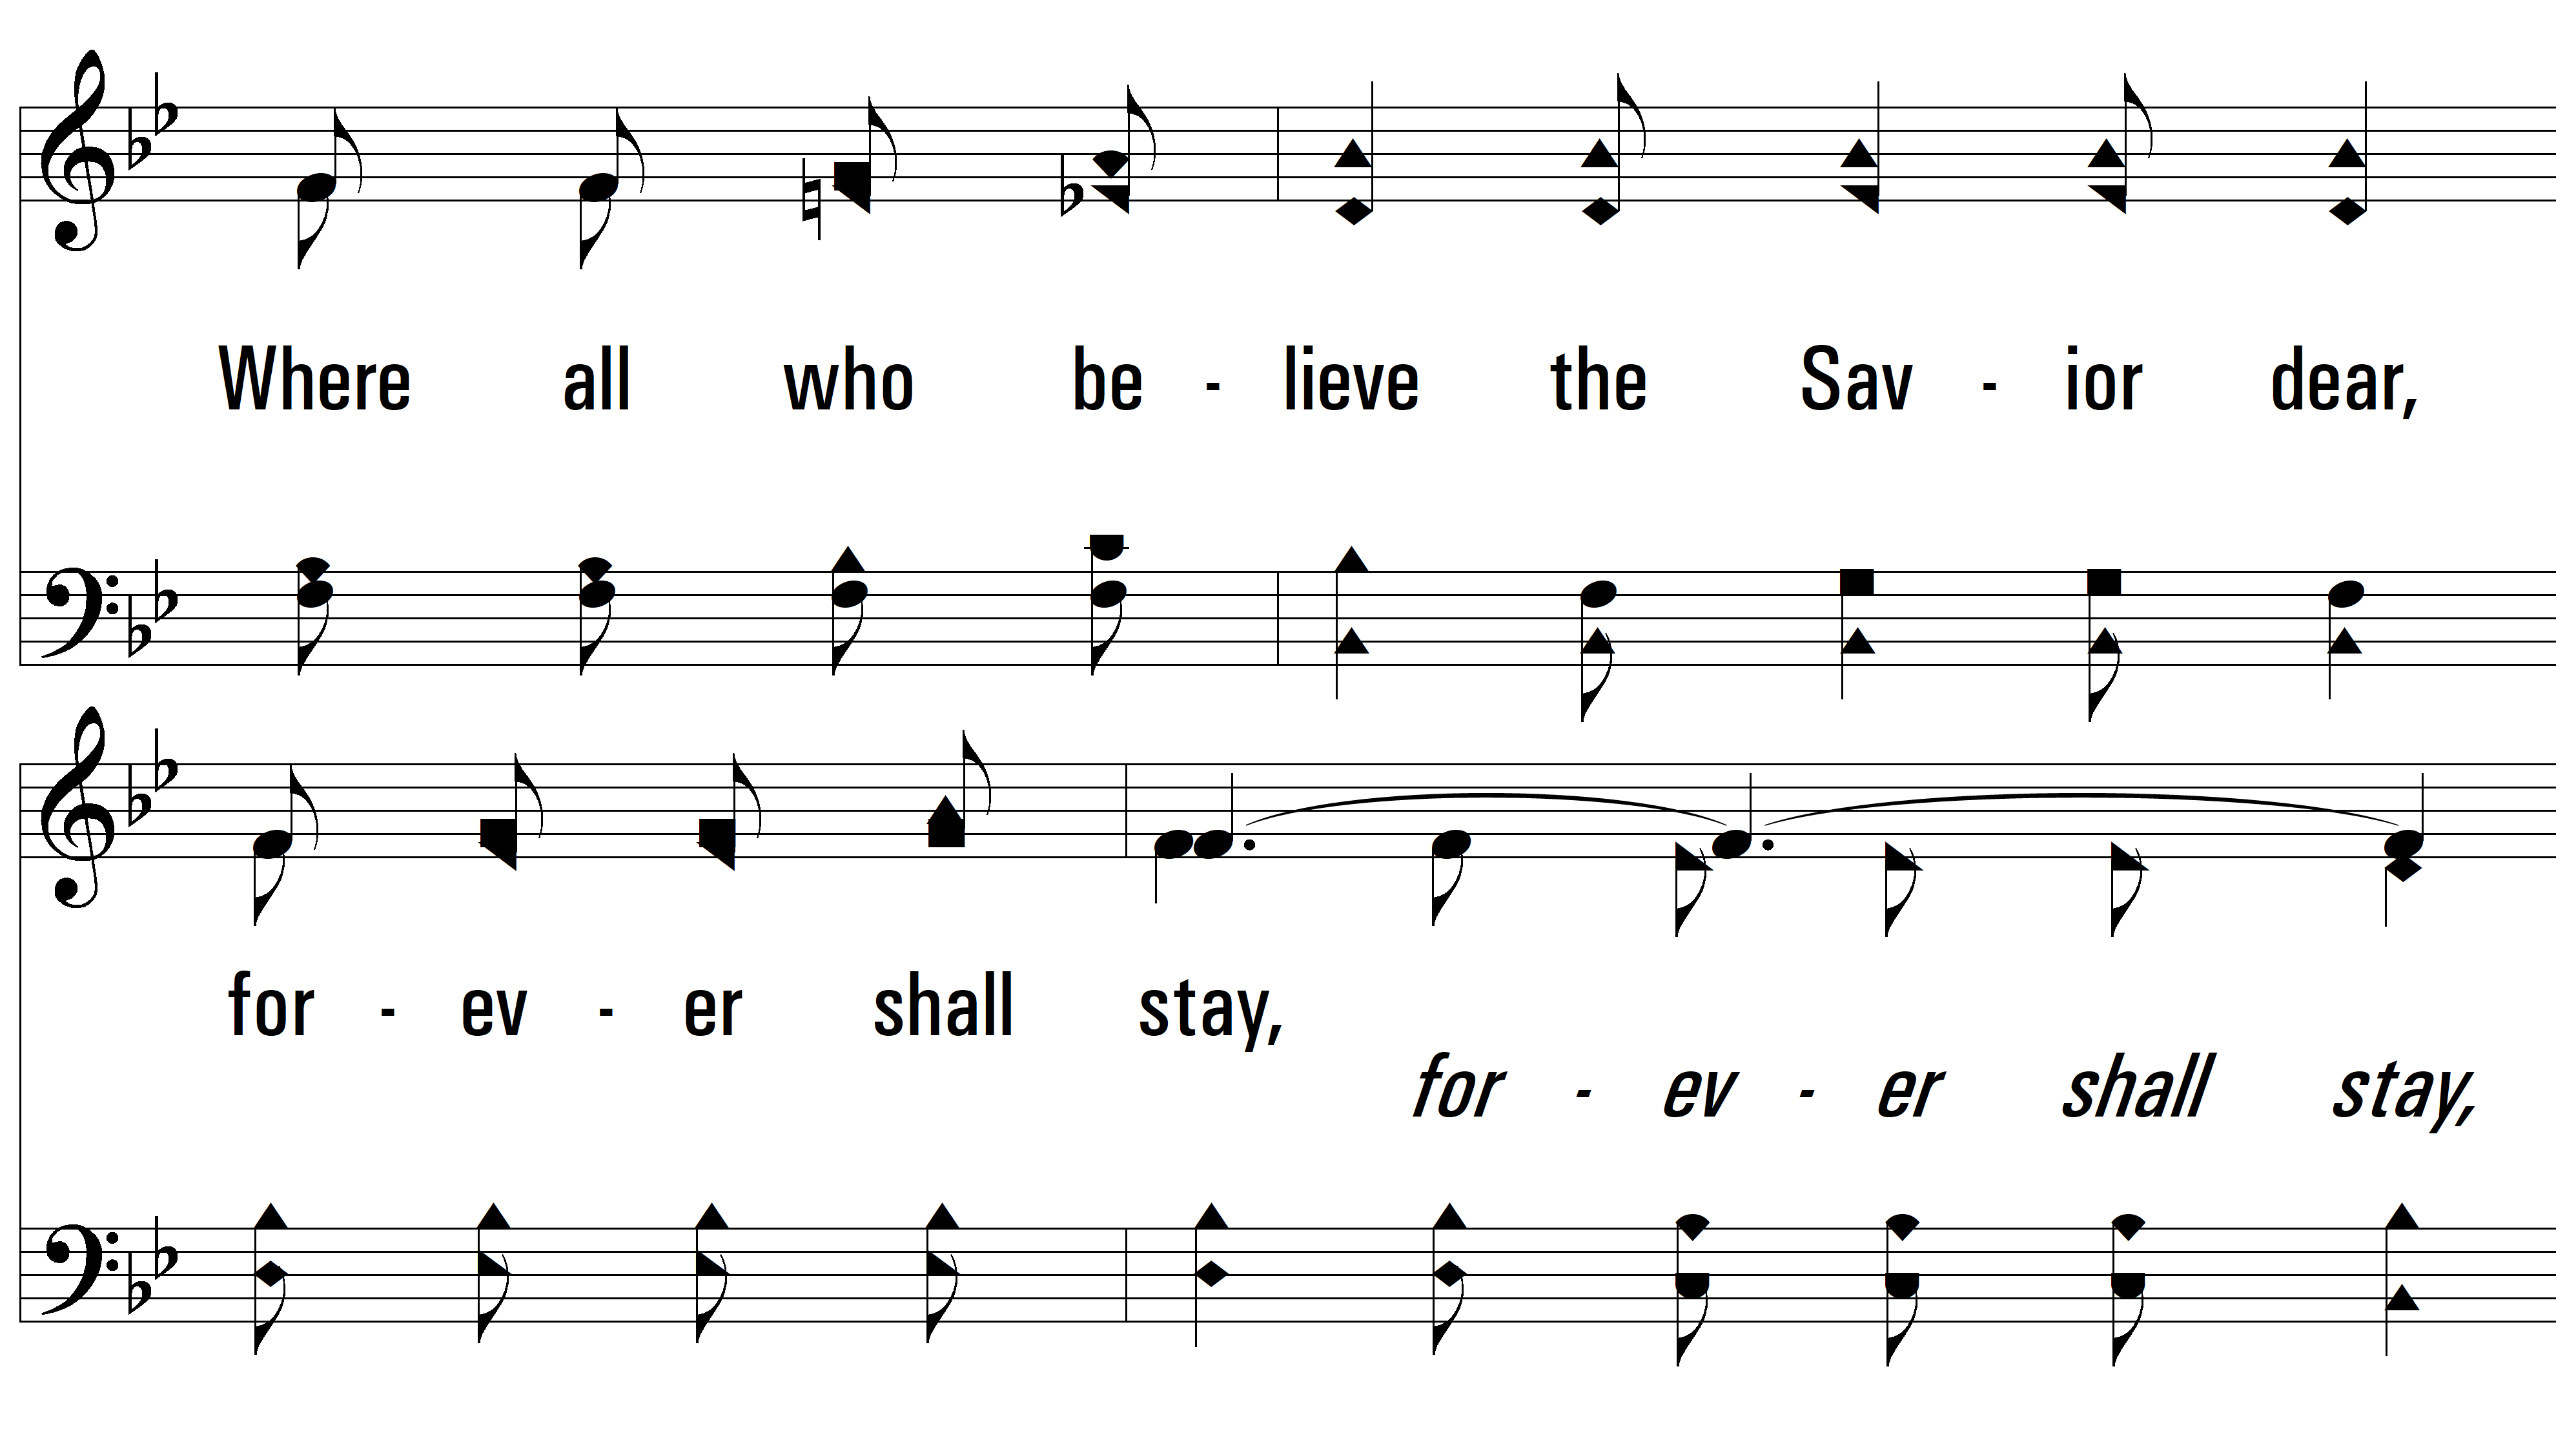 Where all who be - lieve the Sav - ior dear,
for - ev - er shall stay,
for - ev - er shall stay,